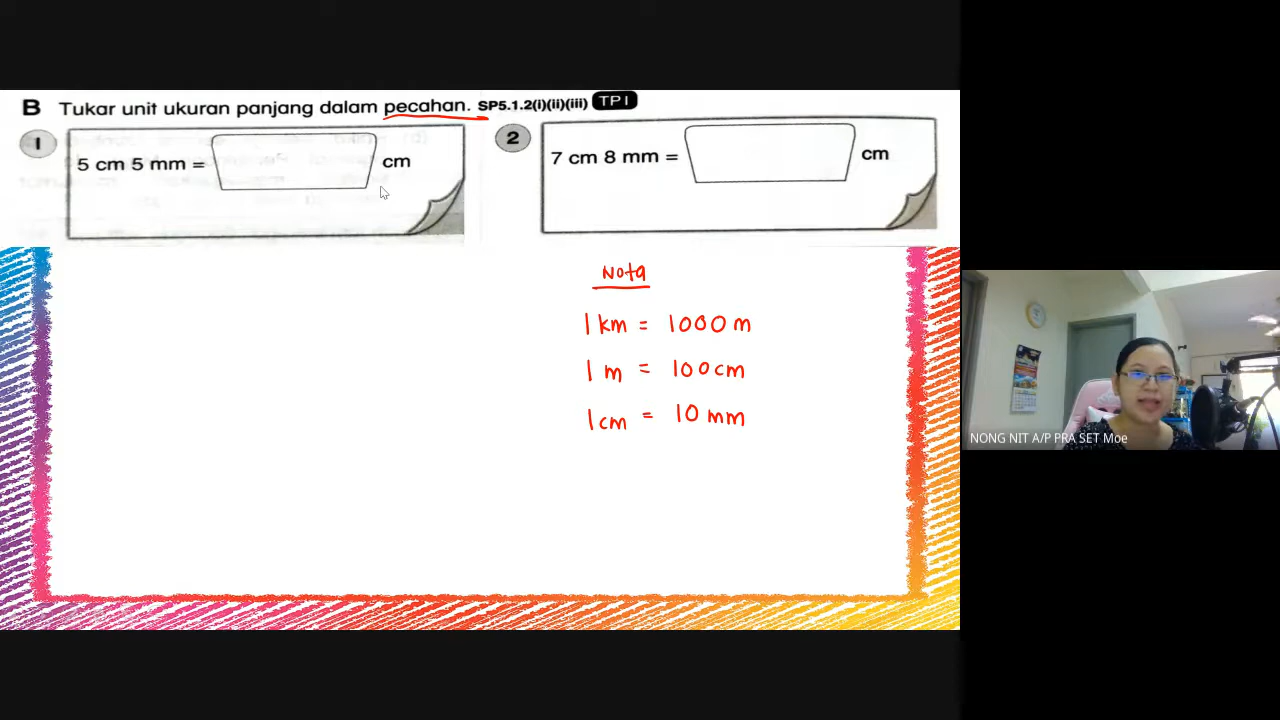 B Tukar unit ukuran panjang dalam pecahan. SP5.1.2(i)(ii)(iii) TP1
1 5 cm 5 mm = cm
2 7 cm 8 mm = cm
Nota
1 km = 1000 m
1 m = 100 cm
1 cm = 10 mm
NONG NIT A/P PRA SET Moe